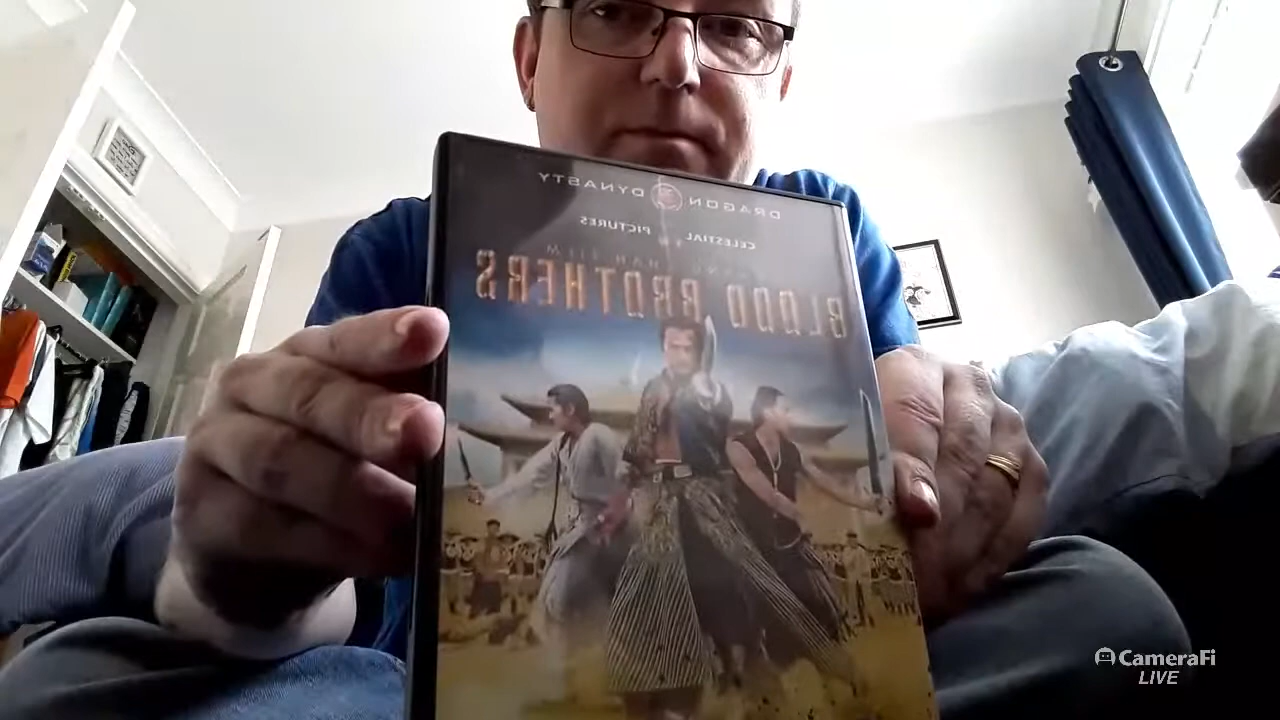 DRAGON DYNASTY
CELESTIAL PICTURES
BLOOD BROTHERS
CameraFi
LIVE